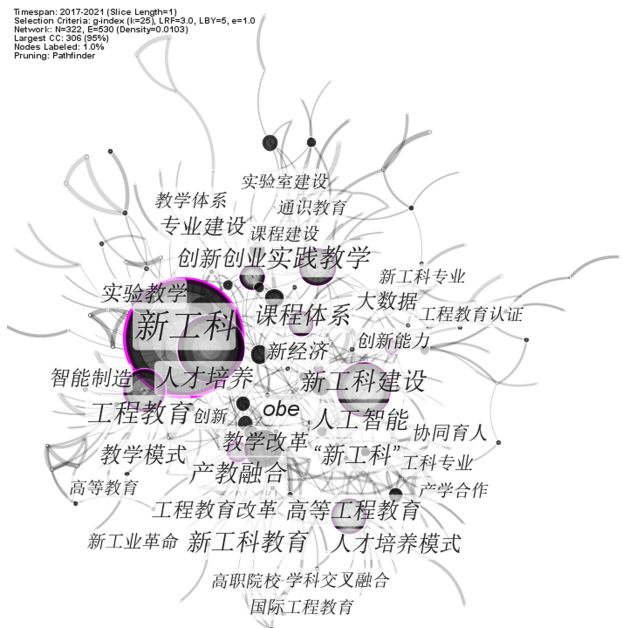 Timespan: 2017-2021 (Slice Length=1)
Selection Criteria: g-index (k=25), LRF=3.0, LBY=5, e=1.0
Network: N=322, E=530 (Density=0.0103)
Largest CC: 306 (95%)
Nodes Labeled: 1.0%
Pruning: Pathfinder
实验室建设
教学体系
通识教育
专业建设
课程建设
创新创业
实践教学
新工科专业
实验教学
大数据
课程体系
工程教育认证
新工科
创新能力
新经济
智能制造
人才培养
新工科建设
工程教育
创新
obe
人工智能
教学改革
协同育人
教学模式
“新工科”
工科专业
产教融合
高等教育
产学合作
工程教育改革
高等工程教育
新工业革命
新工科教育
人才培养模式
高职院校
学科交叉融合
国际工程教育